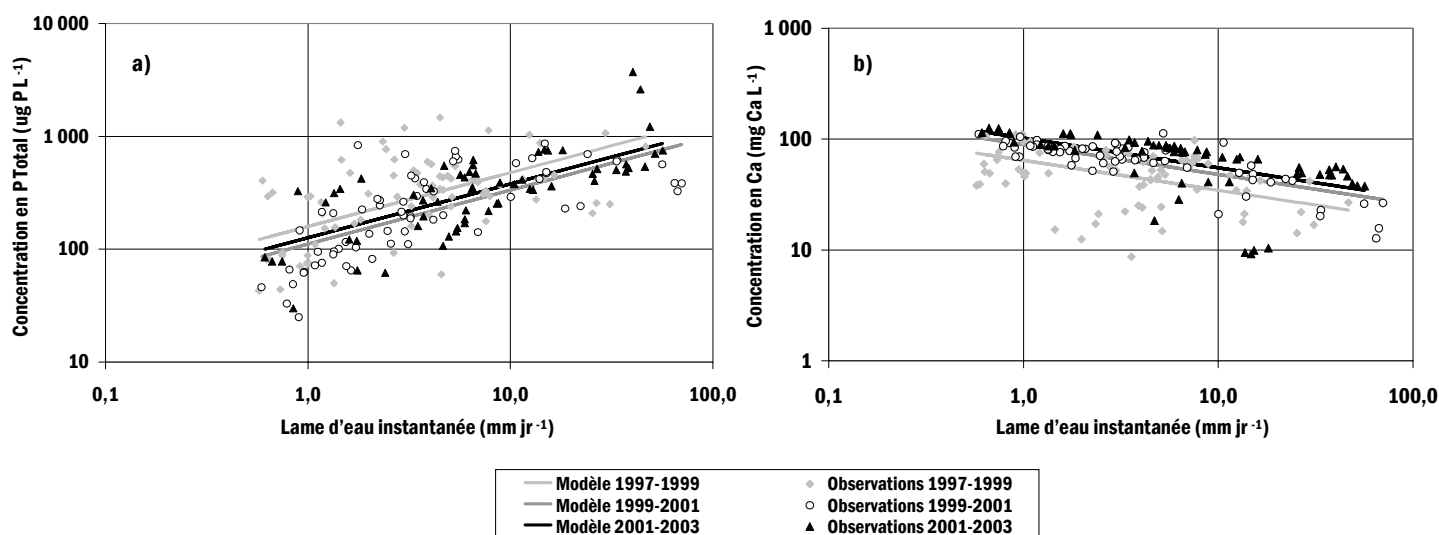 10 000
1 000
100
10
0,1
1,0
10,0
100,0
a)
Concentration en P Total (ug P L -1)
Lame d'eau instantanée (mm jr -1)
1 000
100
10
1
0,1
1,0
10,0
100,0
b)
Concentration en Ca (mg Ca L -1)
Lame d'eau instantanée (mm jr -1)
Modèle 1997-1999
Observations 1997-1999
Modèle 1999-2001
Observations 1999-2001
Modèle 2001-2003
Observations 2001-2003